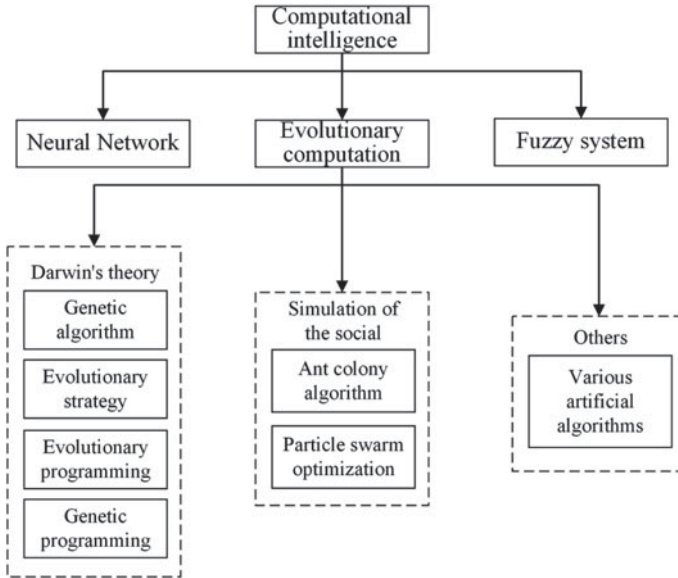 Computational
intelligence
Neural Network
Evolutionary
computation
Fuzzy system
Darwin's theory
Genetic
algorithm
Evolutionary
strategy
Evolutionary
programming
Genetic
programming
Simulation of
the social
Ant colony
algorithm
Particle swarm
optimization
Others
Various
artificial
algorithms